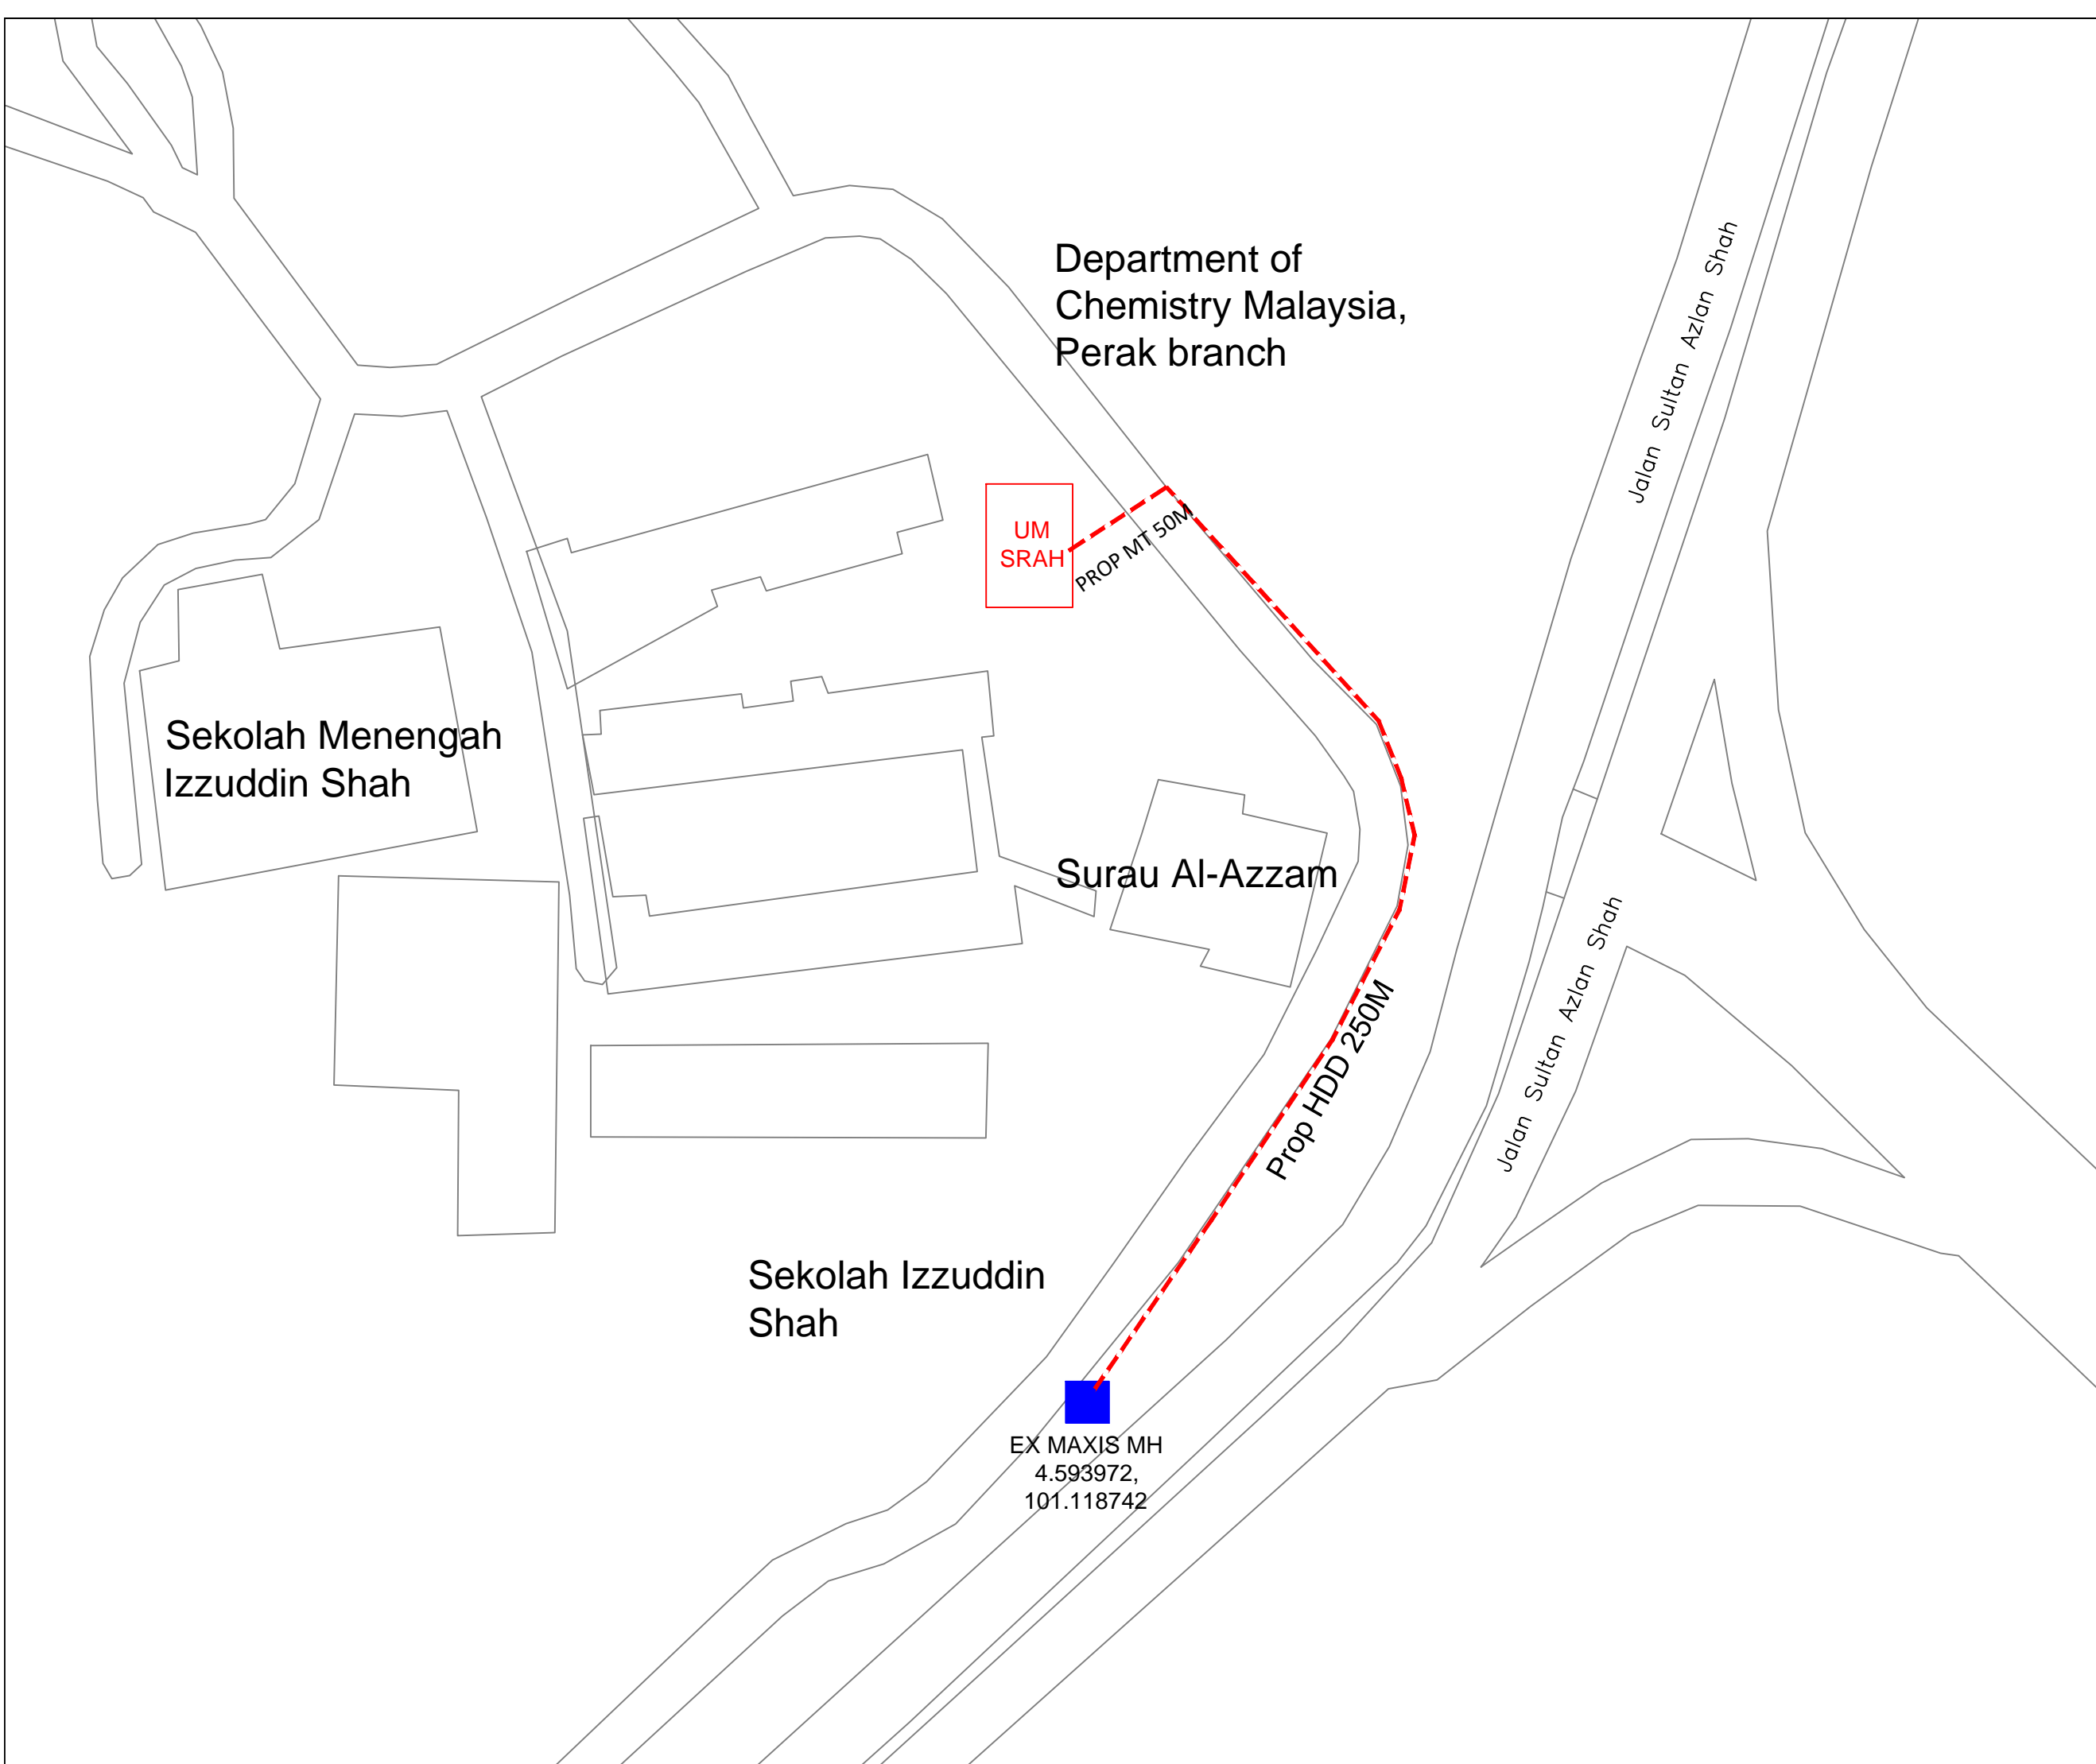 Department of
Chemistry Malaysia,
Perak branch
Jalan Sultan Azlan Shah
UM
SRAH
PROP MT 50M
Sekolah Menengah
Izzuddin Shah
Surau Al-Azzam
Jalan Sultan Azlan Shah
Prop HDD 250M
Sekolah Izzuddin
Shah
EX MAXIS MH
4.593972,
101.118742